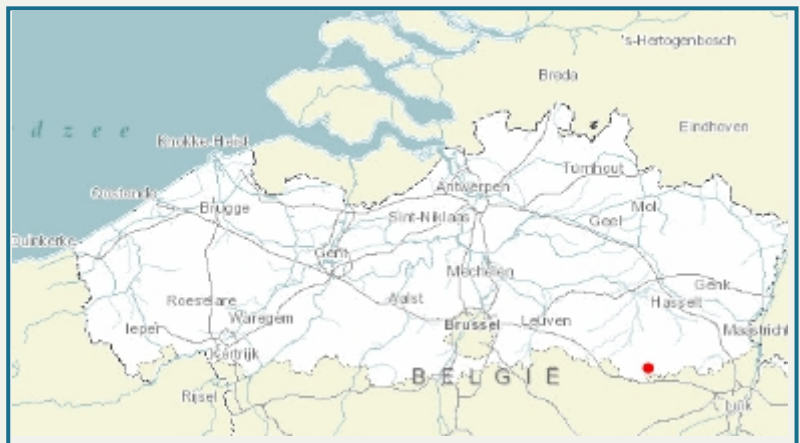 's-Hertogenbosch
Breda
d z e e
Eindhoven
Knokke-Heist
Turnhout
Antwerpen
Oostende
Mol
Brugge
Sint-Niklaas
Geel
Duinkerke
Gent
Mechelen
Genk
Roeselare
Aalst
Hasselt
Waregem
Ieper
Brussel
Leuven
Maastricht
Kortrijk
BELGIË
Rijsel
Luik